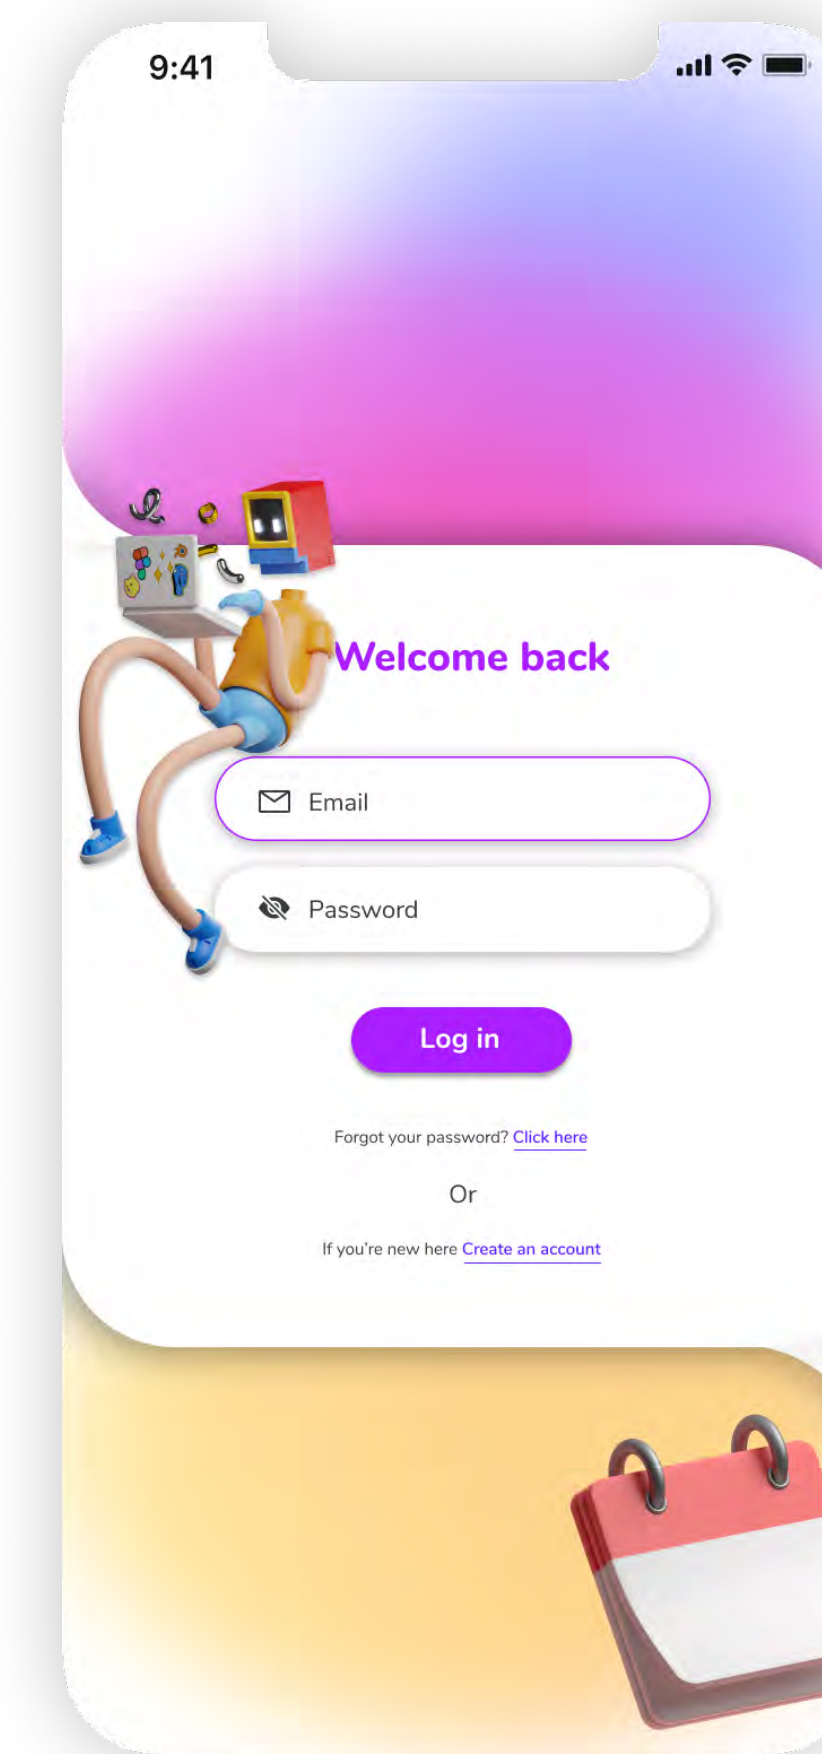 9:41
Welcome back
Email
Password
Log in
Forgot your password? Click here
Or
If you're new here Create an account